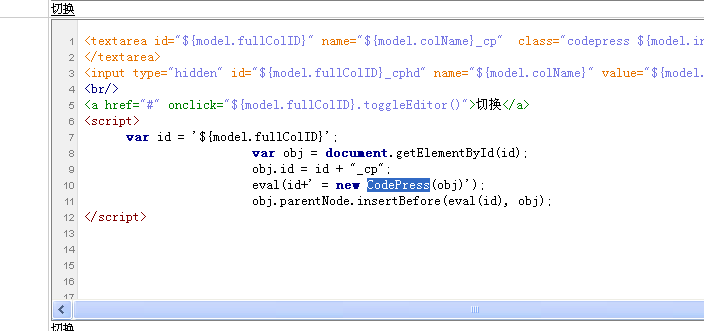 切换
1 <textarea id="${model.fullColID}" name="${model.colName}_cp"  class="codepress ${model.in
2 </textarea>
3 <input type="hidden" id="${model.fullColID}_cphd" name="${model.colName}" value="${model.
4 <br/>
5 <a href="#" onclick="${model.fullColID}.toggleEditor()">切换</a>
6 <script>
7 var id = '${model.fullColID}';
8 var obj = document.getElementById(id);
9 obj.id = id + "_cp";
10 eval(id+' = new CodePress(obj)');
11 obj.parentNode.insertBefore(eval(id), obj);
12 </script>
13
14
15
16
17
切换